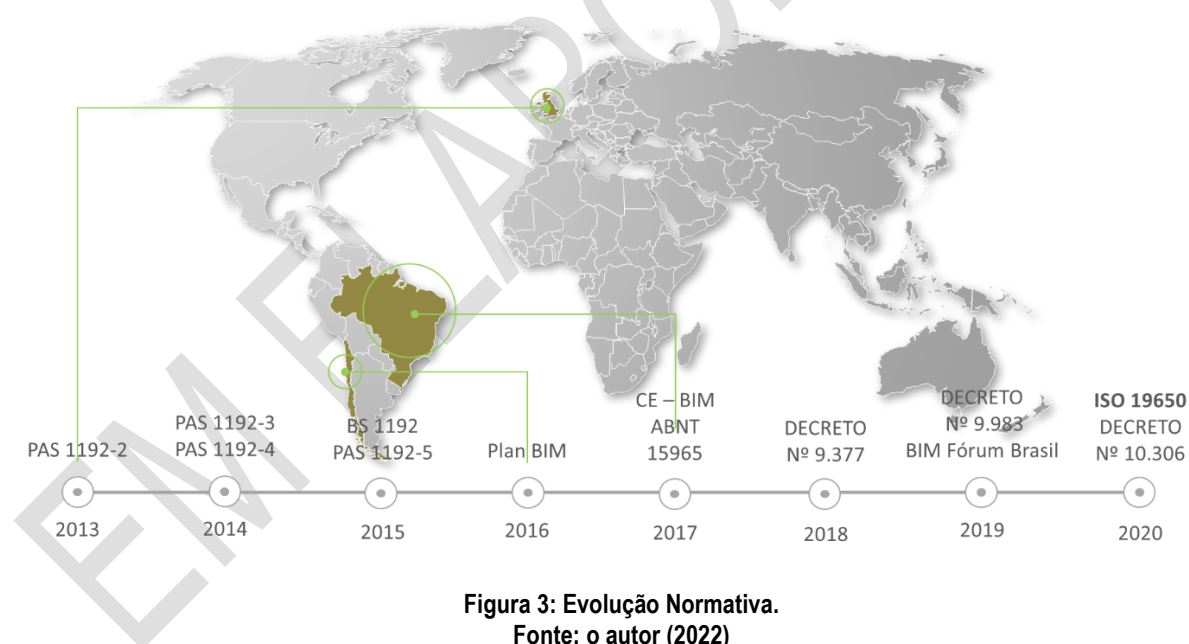 EM ELABO
PAS 1192-2
2013
PAS 1192-3
PAS 1192-4
2014
BS 1192
PAS 1192-5
2015
Plan BIM
2016
CE – BIM
ABNT
15965
2017
DECRETO
Nº 9.377
2018
DECRETO
Nº 9.983
BIM Fórum Brasil
2019
ISO 19650
DECRETO
Nº 10.306
2020
Figura 3: Evolução Normativa.
Fonte: o autor (2022)